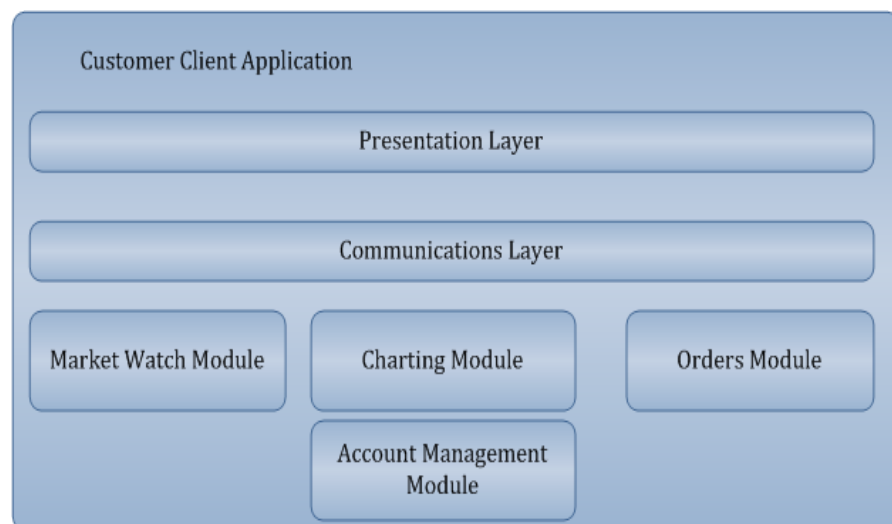 Customer Client Application
Presentation Layer
Communications Layer
Market Watch Module
Charting Module
Orders Module
Account Management
Module